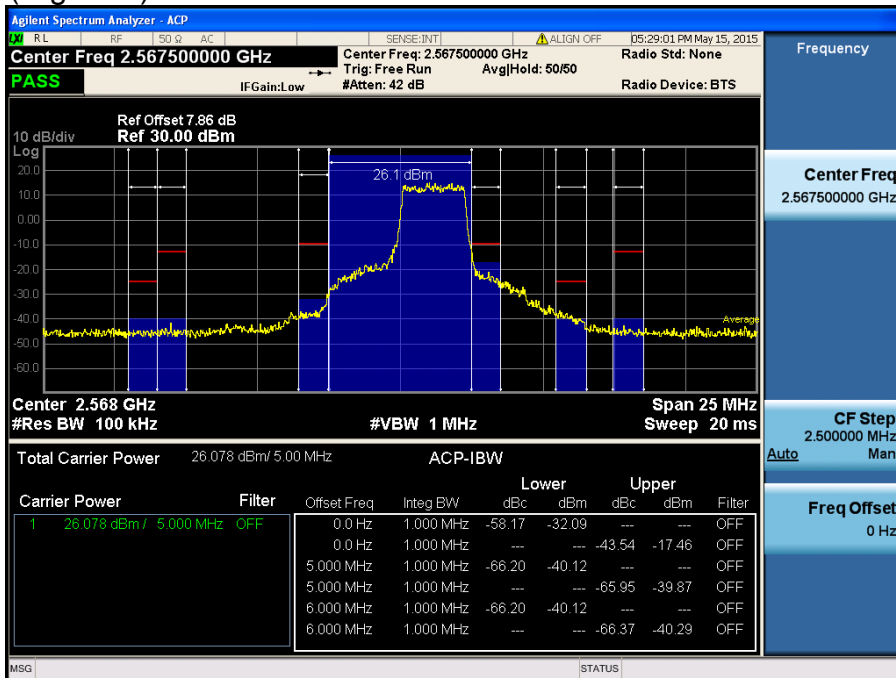 Agilent Spectrum Analyzer - ACP
LXI RL RF 50 Ω AC SENSE:INT ALIGN OFF 05:29:01 PM May 15, 2015
Center Freq 2.567500000 GHz
Center Freq: 2.567500000 GHz
Radio Std: None
Trig: Free Run Avg|Hold: 50/50
PASS
IFGain:Low #Atten: 42 dB Radio Device: BTS
Frequency
Ref Offset 7.86 dB
10 dB/div Ref 30.00 dBm
Log
20.0
10.0
0.00
-10.0
-20.0
-30.0
-40.0
-50.0
-60.0
26.1 dBm
Average
Center 2.568 GHz Span 25 MHz
#Res BW 100 kHz #VBW 1 MHz Sweep 20 ms
Total Carrier Power 26.078 dBm/ 5.00 MHz ACP-IBW
Lower Upper
Carrier Power Filter Offset Freq Integ BW dBc dBm dBc dBm Filter
1 26.078 dBm / 5.000 MHz OFF 0.0 Hz 1.000 MHz -58.17 -32.09 --- --- OFF
0.0 Hz 1.000 MHz --- --- -43.54 -17.46 OFF
5.000 MHz 1.000 MHz -66.20 -40.12 --- --- OFF
5.000 MHz 1.000 MHz --- --- -65.95 -39.87 OFF
6.000 MHz 1.000 MHz -66.20 -40.12 --- --- OFF
6.000 MHz 1.000 MHz --- --- -66.37 -40.29 OFF
Center Freq
2.567500000 GHz
CF Step
2.500000 MHz
Auto Man
Freq Offset
0 Hz
MSG STATUS